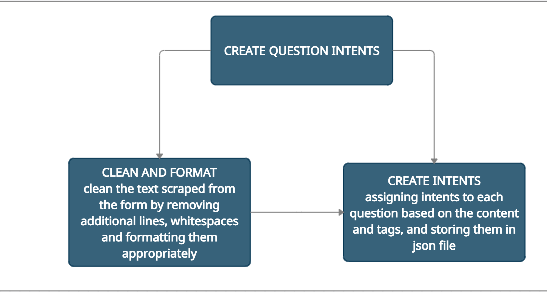 CREATE QUESTION INTENTS
CLEAN AND FORMAT
clean the text scraped from
the form by removing
additional lines, whitespaces
and formatting them
appropriately
CREATE INTENTS
assigning intents to each
question based on the content
and tags, and storing them in
json file